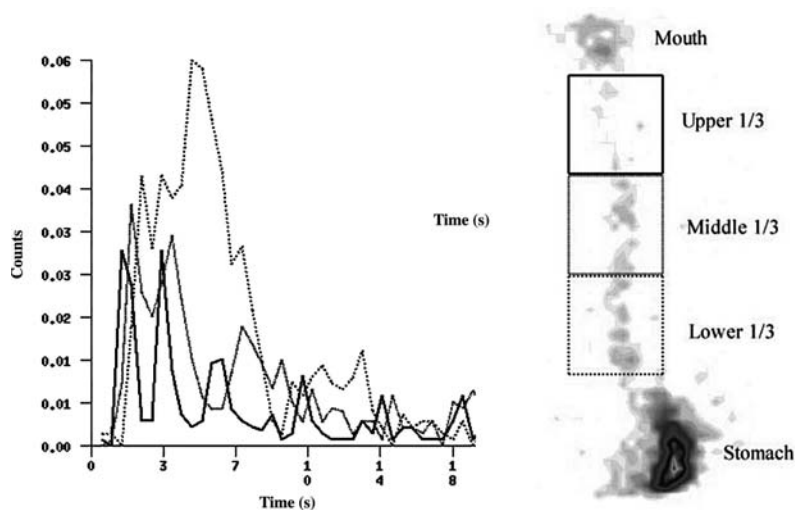 0.06
0.05
0.04
0.03
0.03
0.02
0.01
0.01
0.00
Counts
0
3
7
1
0
1
4
1
8
Time (s)
Time (s)
Mouth
Upper 1/3
Middle 1/3
Lower 1/3
Stomach